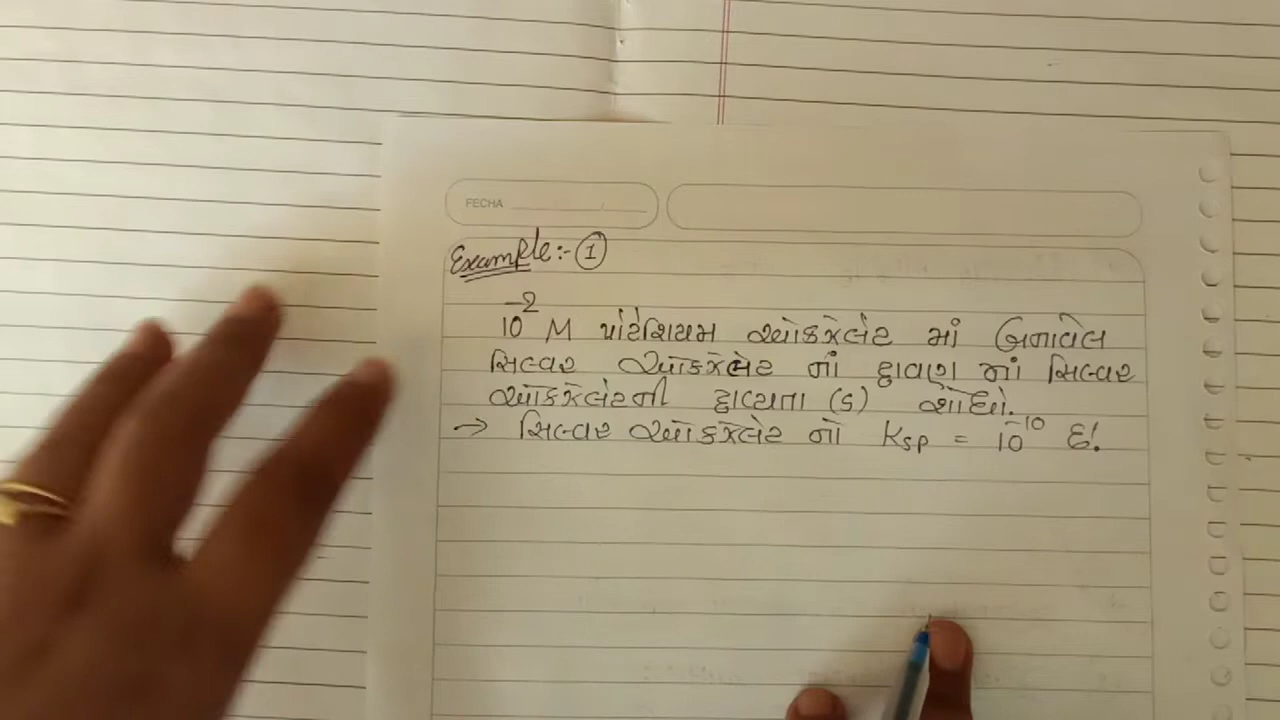 FECHA
Example:- ①
10⁻² M પોટેશિયમ ઓક્ઝેલેટ માં બનાવેલ
સિલ્વર ઓક્ઝેલેટ નાં દ્રાવણ માં સિલ્વર
ઓક્ઝેલેટની દ્રાવ્યતા (S) શોધો.
→ સિલ્વર ઓક્ઝેલેટ નો Ksp = 10⁻¹⁰ છે!